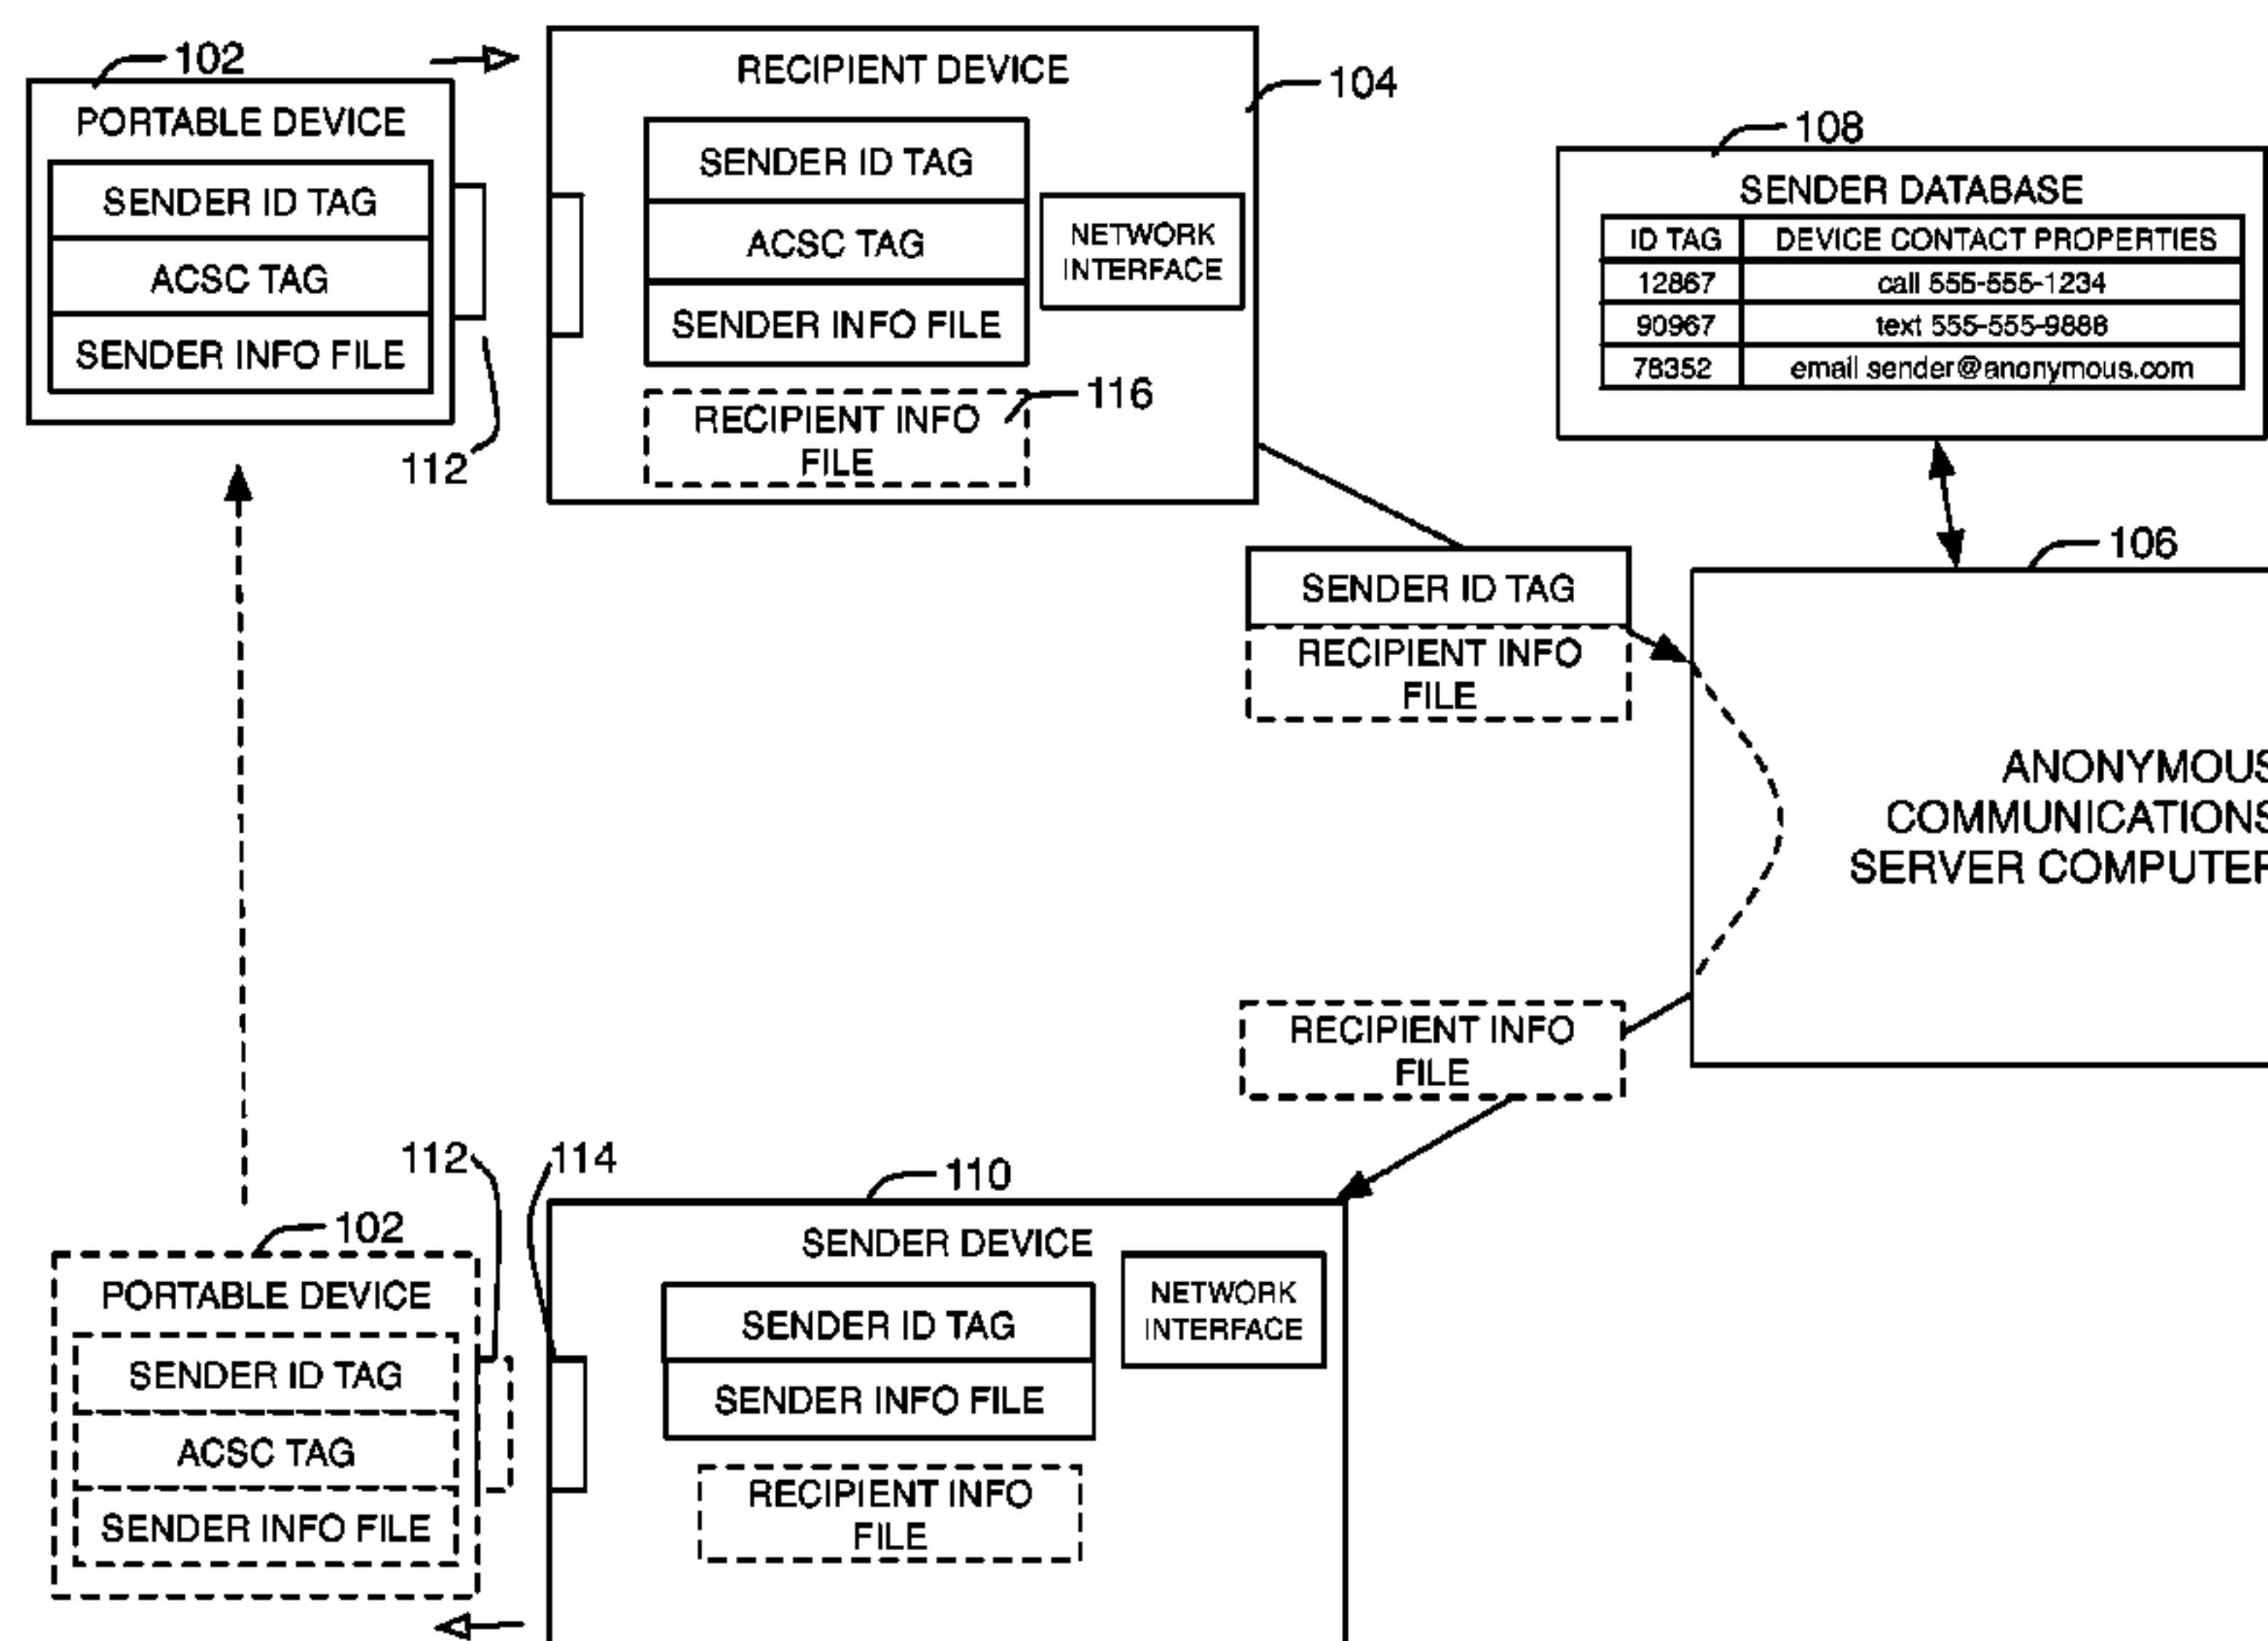 102
PORTABLE DEVICE
SENDER ID TAG
ACSC TAG
SENDER INFO FILE
112
RECIPIENT DEVICE
104
SENDER ID TAG
ACSC TAG
SENDER INFO FILE
NETWORK
INTERFACE
RECIPIENT INFO
FILE
116
108
SENDER DATABASE
ID TAG DEVICE CONTACT PROPERTIES
12867 call 555-555-1234
90967 text 555-555-9888
78352 email sender@anonymous.com
106
SENDER ID TAG
RECIPIENT INFO
FILE
ANONYMOUS
COMMUNICATIONS
SERVER COMPUTER
RECIPIENT INFO
FILE
112
114
110
102
PORTABLE DEVICE
SENDER ID TAG
ACSC TAG
SENDER INFO FILE
SENDER DEVICE
NETWORK
INTERFACE
SENDER ID TAG
SENDER INFO FILE
RECIPIENT INFO
FILE